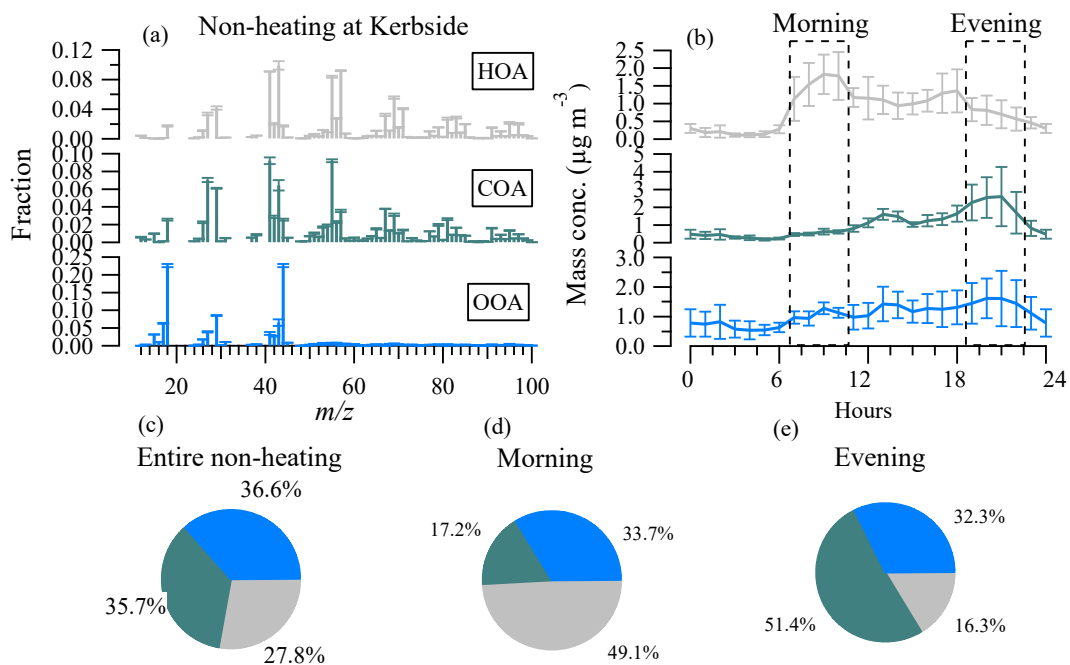 (a) Non-heating at Kerbside
HOA
COA
OOA
Fraction
0.12
0.08
0.04
0.00
0.10
0.08
0.06
0.04
0.02
0.00
0.25
0.20
0.15
0.10
0.05
0.00
20 40 60 80 100
m/z
Morning (b) Evening
Mass conc. (µg m⁻³)
2.5
2.0
1.5
1.0
0.5
0.0
5
4
3
2
1
0
3.0
2.0
1.0
0.0
0 6 12 18 24
Hours
(c)
Entire non-heating
36.6%
35.7%
27.8%
(d)
Morning
17.2%
33.7%
49.1%
(e)
Evening
32.3%
51.4%
16.3%